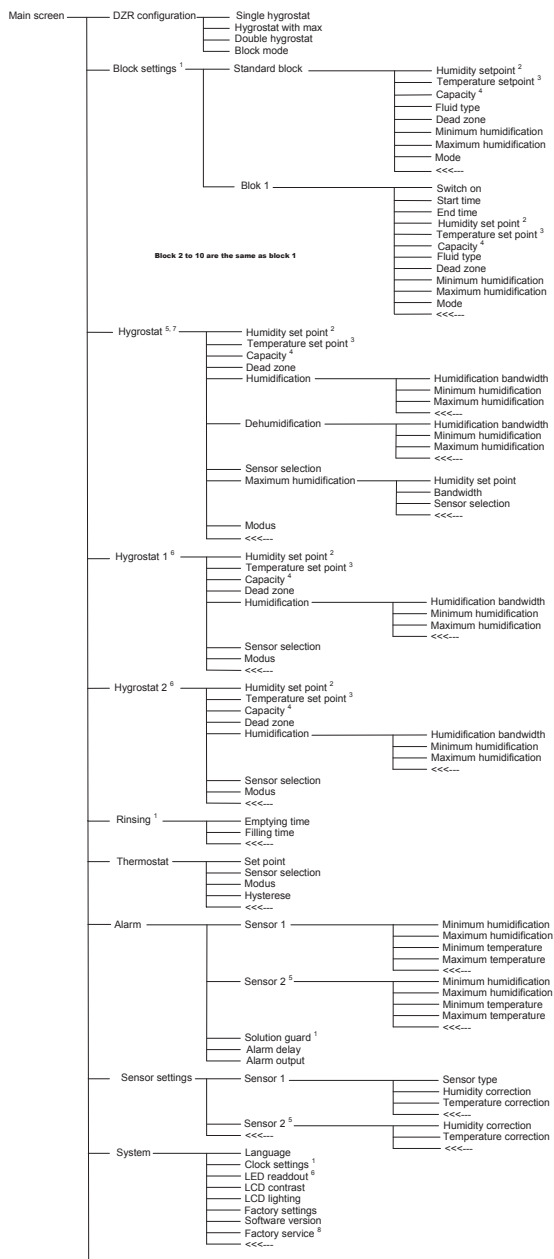 Main screen
DZR configuration
Single hygrostat
Hygrostat with max
Double hygrostat
Block mode
Block settings 1
Standard block
Humidity setpoint 2
Temperature setpoint 3
Capacity 4
Fluid type
Dead zone
Minimum humidification
Maximum humidification
Mode
<<<---
Blok 1
Switch on
Start time
End time
Humidity set point 2
Temperature set point 3
Capacity 4
Fluid type
Dead zone
Minimum humidification
Maximum humidification
Mode
<<<---
Block 2 to 10 are the same as block 1
Hygrostat 5, 7
Humidity set point 2
Temperature set point 3
Capacity 4
Dead zone
Humidification
Humidification bandwidth
Minimum humidification
Maximum humidification
<<<---
Dehumidification
Humidification bandwidth
Minimum humidification
Maximum humidification
<<<---
Sensor selection
Maximum humidification
Humidity set point
Bandwidth
Sensor selection
<<<---
Modus
<<<---
Hygrostat 1 6
Humidity set point 2
Temperature set point 3
Capacity 4
Dead zone
Humidification
Humidification bandwidth
Minimum humidification
Maximum humidification
<<<---
Sensor selection
Modus
<<<---
Hygrostat 2 6
Humidity set point 2
Temperature set point 3
Capacity 4
Dead zone
Humidification
Humidification bandwidth
Minimum humidification
Maximum humidification
<<<---
Sensor selection
Modus
<<<---
Rinsing 1
Emptying time
Filling time
<<<---
Thermostat
Set point
Sensor selection
Modus
Hysterese
<<<---
Alarm
Sensor 1
Minimum humidification
Maximum humidification
Minimum temperature
Maximum temperature
<<<---
Sensor 2 5
Minimum humidification
Maximum humidification
Minimum temperature
Maximum temperature
<<<---
Solution guard 1
Alarm delay
Alarm output
Sensor settings
Sensor 1
Sensor type
Humidity correction
Temperature correction
<<<---
Sensor 2 5
Humidity correction
Temperature correction
<<<---
<<<---
System
Language
Clock settings 1
LED readdout 6
LCD contrast
LCD lighting
Factory settings
Software version
Factory service 8
<<<---